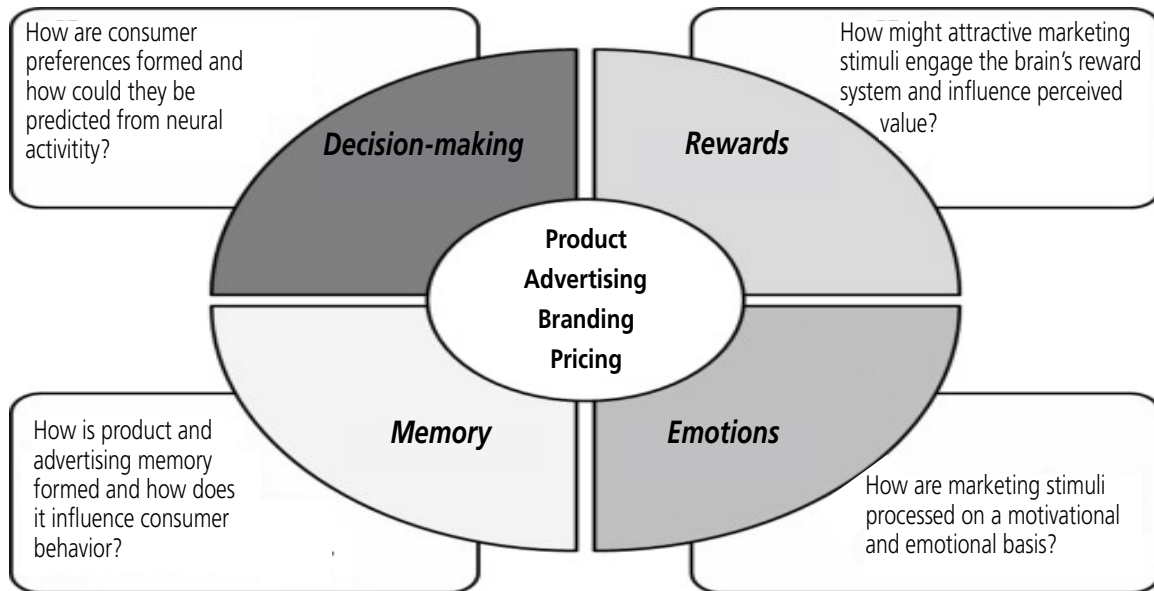 How are consumer
preferences formed and
how could they be
predicted from neural
activitity?
How might attractive marketing
stimuli engage the brain’s reward
system and influence perceived
value?
Decision-making
Rewards
Product
Advertising
Branding
Pricing
Memory
Emotions
How is product and
advertising memory
formed and how does
it influence consumer
behavior?
How are marketing stimuli
processed on a motivational
and emotional basis?